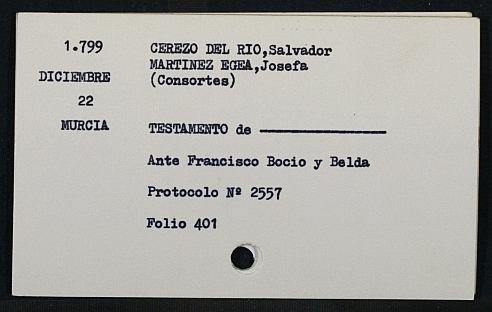 1.799
CEREZO DEL RIO,Salvador
MARTINEZ EGEA,Josefa
DICIEMBRE
(Consortes)
22
MURCIA
TESTAMENTO de ——————
Ante Francisco Bocio y Belda
Protocolo Nº 2557
Folio 401